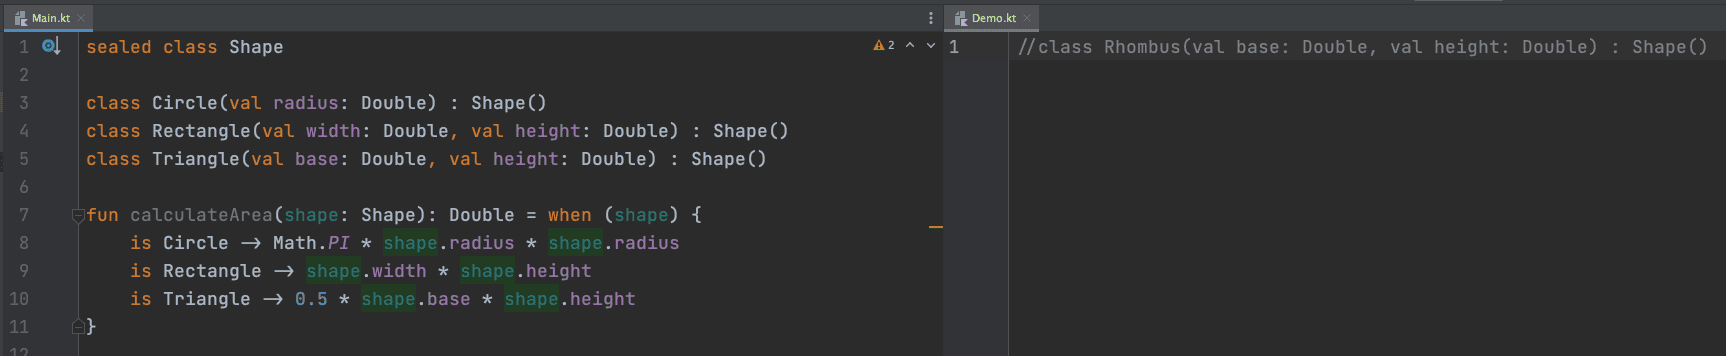 Main.kt
1 sealed class Shape
2
3 class Circle(val radius: Double) : Shape()
4 class Rectangle(val width: Double, val height: Double) : Shape()
5 class Triangle(val base: Double, val height: Double) : Shape()
6
7 fun calculateArea(shape: Shape): Double = when (shape) {
8     is Circle -> Math.PI * shape.radius * shape.radius
9     is Rectangle -> shape.width * shape.height
10     is Triangle -> 0.5 * shape.base * shape.height
11 }
12
2
Demo.kt
1 //class Rhombus(val base: Double, val height: Double) : Shape()